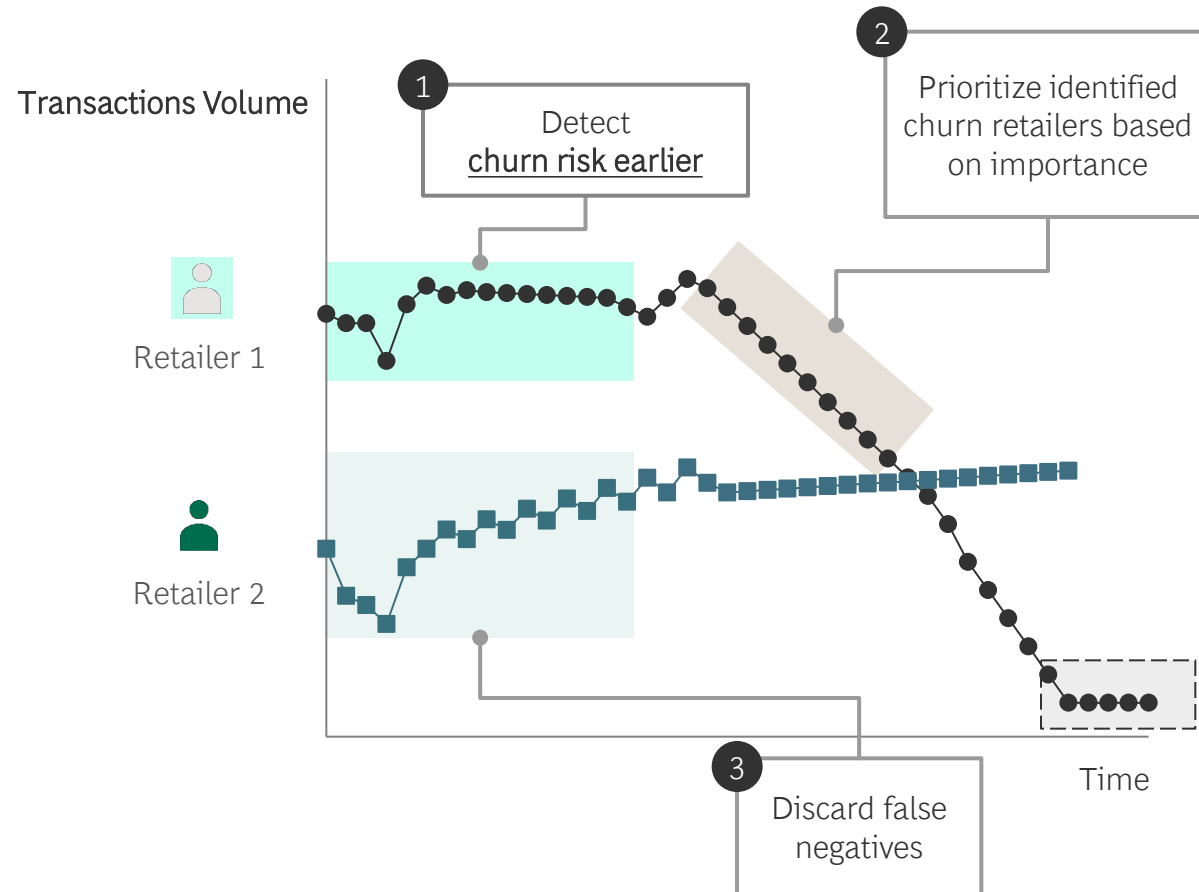 Transactions Volume
1
Detect
churn risk earlier
2
Prioritize identified
churn retailers based
on importance
Retailer 1
Retailer 2
3
Discard false
negatives
Time